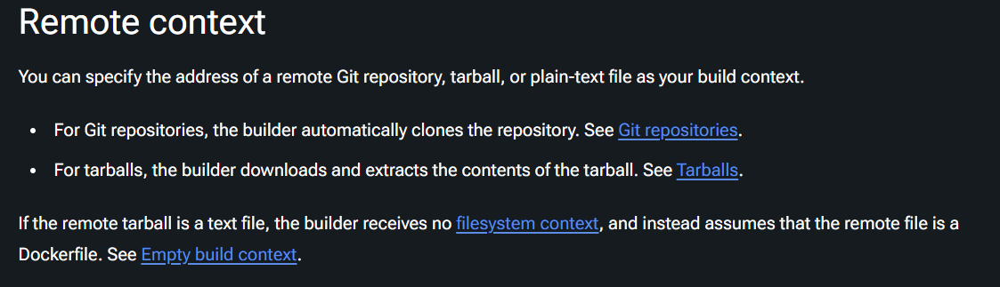 Remote context
You can specify the address of a remote Git repository, tarball, or plain-text file as your build context.
• For Git repositories, the builder automatically clones the repository. See Git repositories.
• For tarballs, the builder downloads and extracts the contents of the tarball. See Tarballs.
If the remote tarball is a text file, the builder receives no filesystem context, and instead assumes that the remote file is a
Dockerfile. See Empty build context.